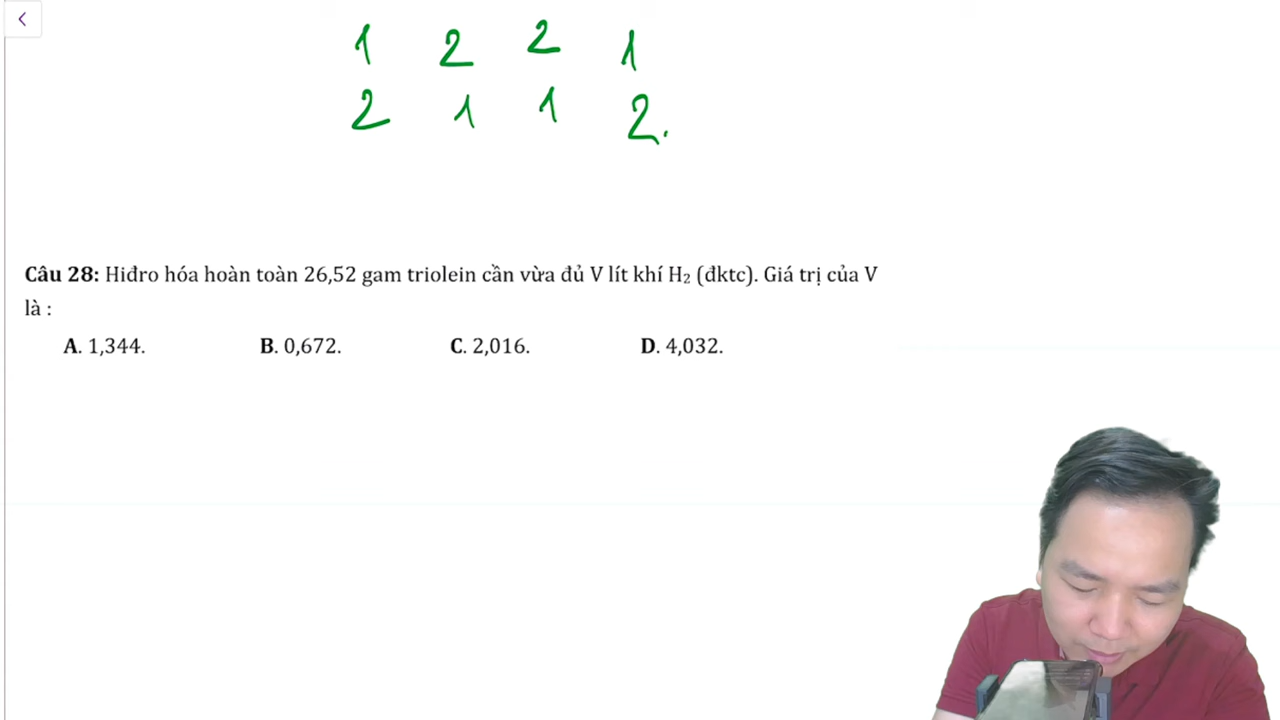 1 2 2 1
2 1 1 2.
Câu 28: Hiđro hóa hoàn toàn 26,52 gam triolein cần vừa đủ V lít khí H₂ (đktc). Giá trị của V
là :
A. 1,344. B. 0,672. C. 2,016. D. 4,032.